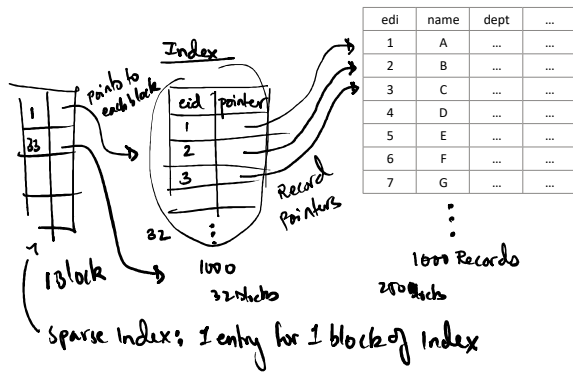 edi name dept ...
1 A ... ...
2 B ... ...
3 C ... ...
4 D ... ...
5 E ... ...
6 F ... ...
7 G ... ...
1000 Records
Index
Points to
each block
eid pointer
1
2
3
32
1000
32 Blocks
Record
Pointers
1
33
1 Block
Sparse Index: 1 entry for 1 block of Index